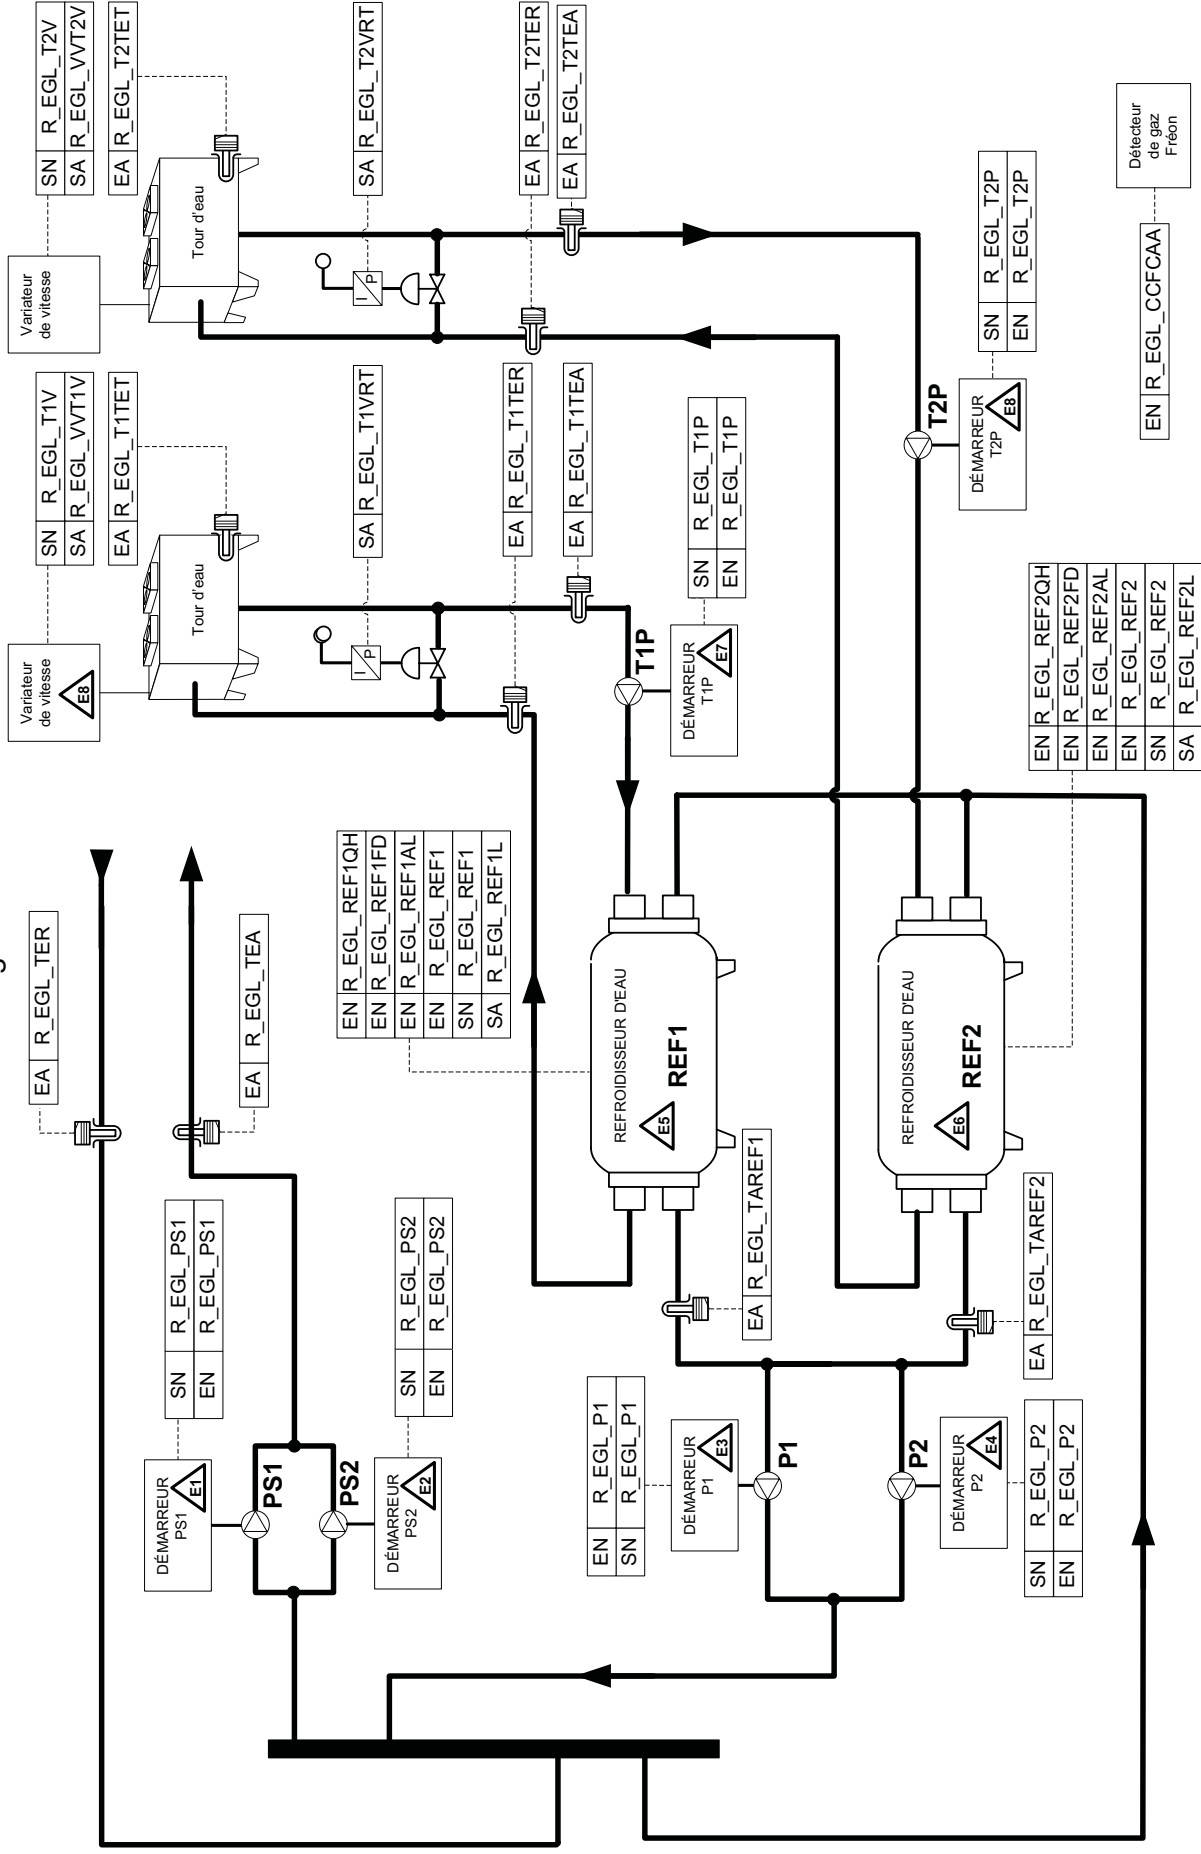 EA R_EGL_TER
EA R_EGL_TEA
SN R_EGL_PS1
EN R_EGL_PS1
DÉMARREUR
PS1
E1
PS1
SN R_EGL_PS2
EN R_EGL_PS2
DÉMARREUR
PS2
E2
PS2
EN R_EGL_P1
SN R_EGL_P1
DÉMARREUR
P1
E3
P1
SN R_EGL_P2
EN R_EGL_P2
DÉMARREUR
P2
E4
P2
EA R_EGL_TAREF1
EA R_EGL_TAREF2
EN R_EGL_REF1QH
EN R_EGL_REF1FD
EN R_EGL_REF1AL
EN R_EGL_REF1
SN R_EGL_REF1
SA R_EGL_REF1L
REFROIDISSEUR D'EAU
E5
REF1
REFROIDISSEUR D'EAU
E6
REF2
EN R_EGL_REF2QH
EN R_EGL_REF2FD
EN R_EGL_REF2AL
EN R_EGL_REF2
SN R_EGL_REF2
SA R_EGL_REF2L
Variateur
de vitesse
E8
SN R_EGL_T1V
SA R_EGL_VVT1V
EA R_EGL_T1TET
Tour d'eau
I
P
SA R_EGL_T1VRT
EA R_EGL_T1TER
EA R_EGL_T1TEA
T1P
DÉMARREUR
T1P
E7
SN R_EGL_T1P
EN R_EGL_T1P
Variateur
de vitesse
SN R_EGL_T2V
SA R_EGL_VVT2V
EA R_EGL_T2TET
Tour d'eau
I
P
SA R_EGL_T2VRT
EA R_EGL_T2TER
EA R_EGL_T2TEA
T2P
DÉMARREUR
T2P
E8
SN R_EGL_T2P
EN R_EGL_T2P
EN R_EGL_CCFCAA
Détecteur
de gaz
Fréon